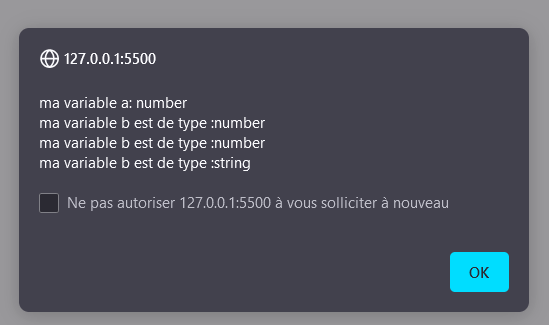 127.0.0.1:5500
ma variable a: number
ma variable b est de type :number
ma variable b est de type :number
ma variable b est de type :string
Ne pas autoriser 127.0.0.1:5500 à vous solliciter à nouveau
OK